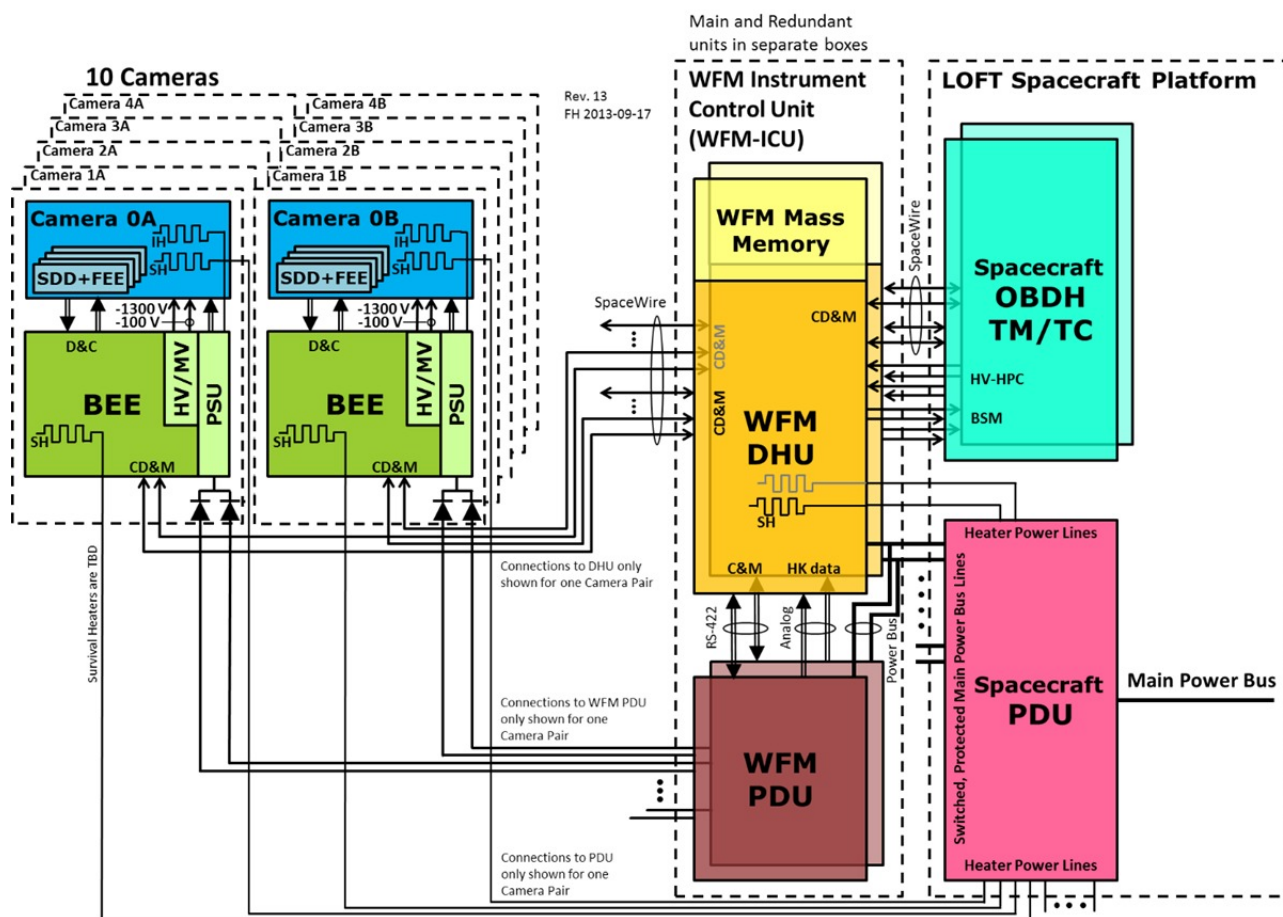 Main and Redundant
units in separate boxes
10 Cameras
Rev. 13
FH 2013-09-17
WFM Instrument
Control Unit
(WFM-ICU)
LOFT Spacecraft Platform
Camera 4A
Camera 3A
Camera 2A
Camera 1A
Camera 4B
Camera 3B
Camera 2B
Camera 1B
Camera 0A
IH
SH
SDD+FEE
-1300 V
-100 V
D&C
BEE
HV/MV
PSU
SH
CD&M
Camera 0B
IH
SH
SDD+FEE
-1300 V
-100 V
D&C
BEE
HV/MV
PSU
SH
CD&M
SpaceWire
WFM Mass
Memory
CD&M
CD&M
CD&M
WFM
DHU
SH
C&M
HK data
SpaceWire
Spacecraft
OBDH
TM/TC
HV-HPC
BSM
Survival Heaters are TBD
Connections to DHU only
shown for one Camera Pair
RS-422
Analog
Power Bus
Heater Power Lines
Switched, Protected Main Power Bus Lines
Spacecraft
PDU
Heater Power Lines
Main Power Bus
Connections to WFM PDU
only shown for one
Camera Pair
WFM
PDU
Connections to PDU
only shown for one
Camera Pair